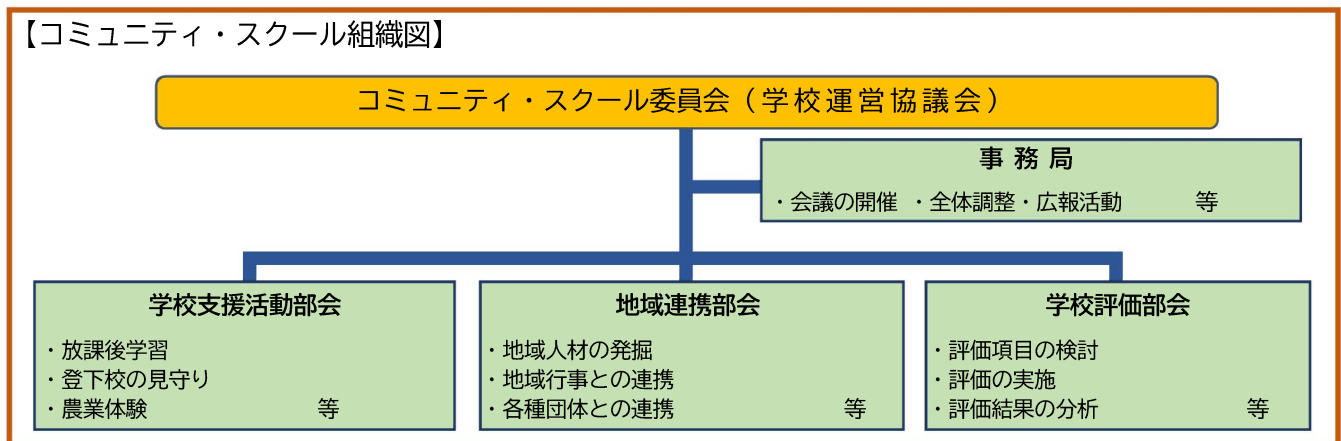 【コミュニティ・スクール組織図】
コミュニティ・スクール委員会（学校運営協議会）
事 務 局
・会議の開催 ・全体調整・広報活動 等
学校支援活動部会
・放課後学習
・登下校の見守り
・農業体験 等
地域連携部会
・地域人材の発掘
・地域行事との連携
・各種団体との連携 等
学校評価部会
・評価項目の検討
・評価の実施
・評価結果の分析 等